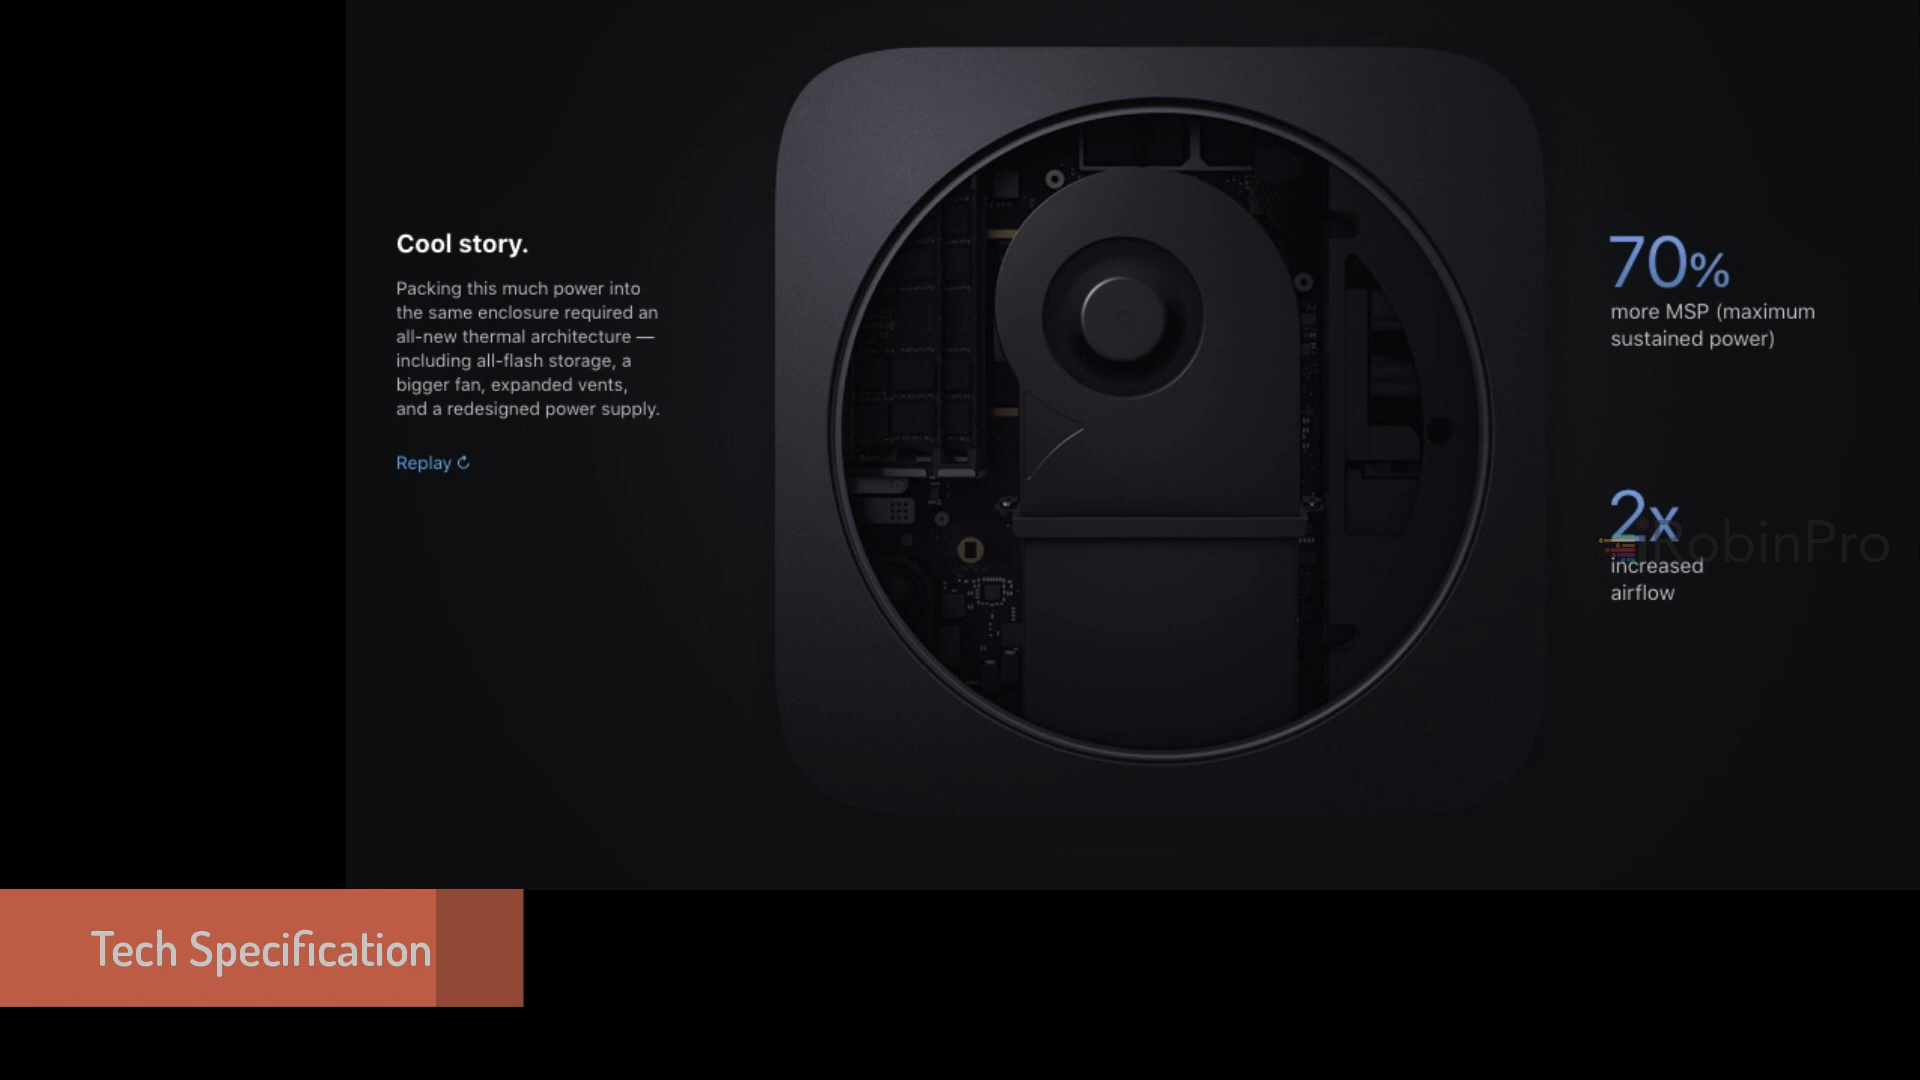 Cool story.
Packing this much power into
the same enclosure required an
all-new thermal architecture —
including all-flash storage, a
bigger fan, expanded vents,
and a redesigned power supply.
Replay
70%
more MSP (maximum
sustained power)
2x
iRobinPro
increased
airflow
Tech Specification